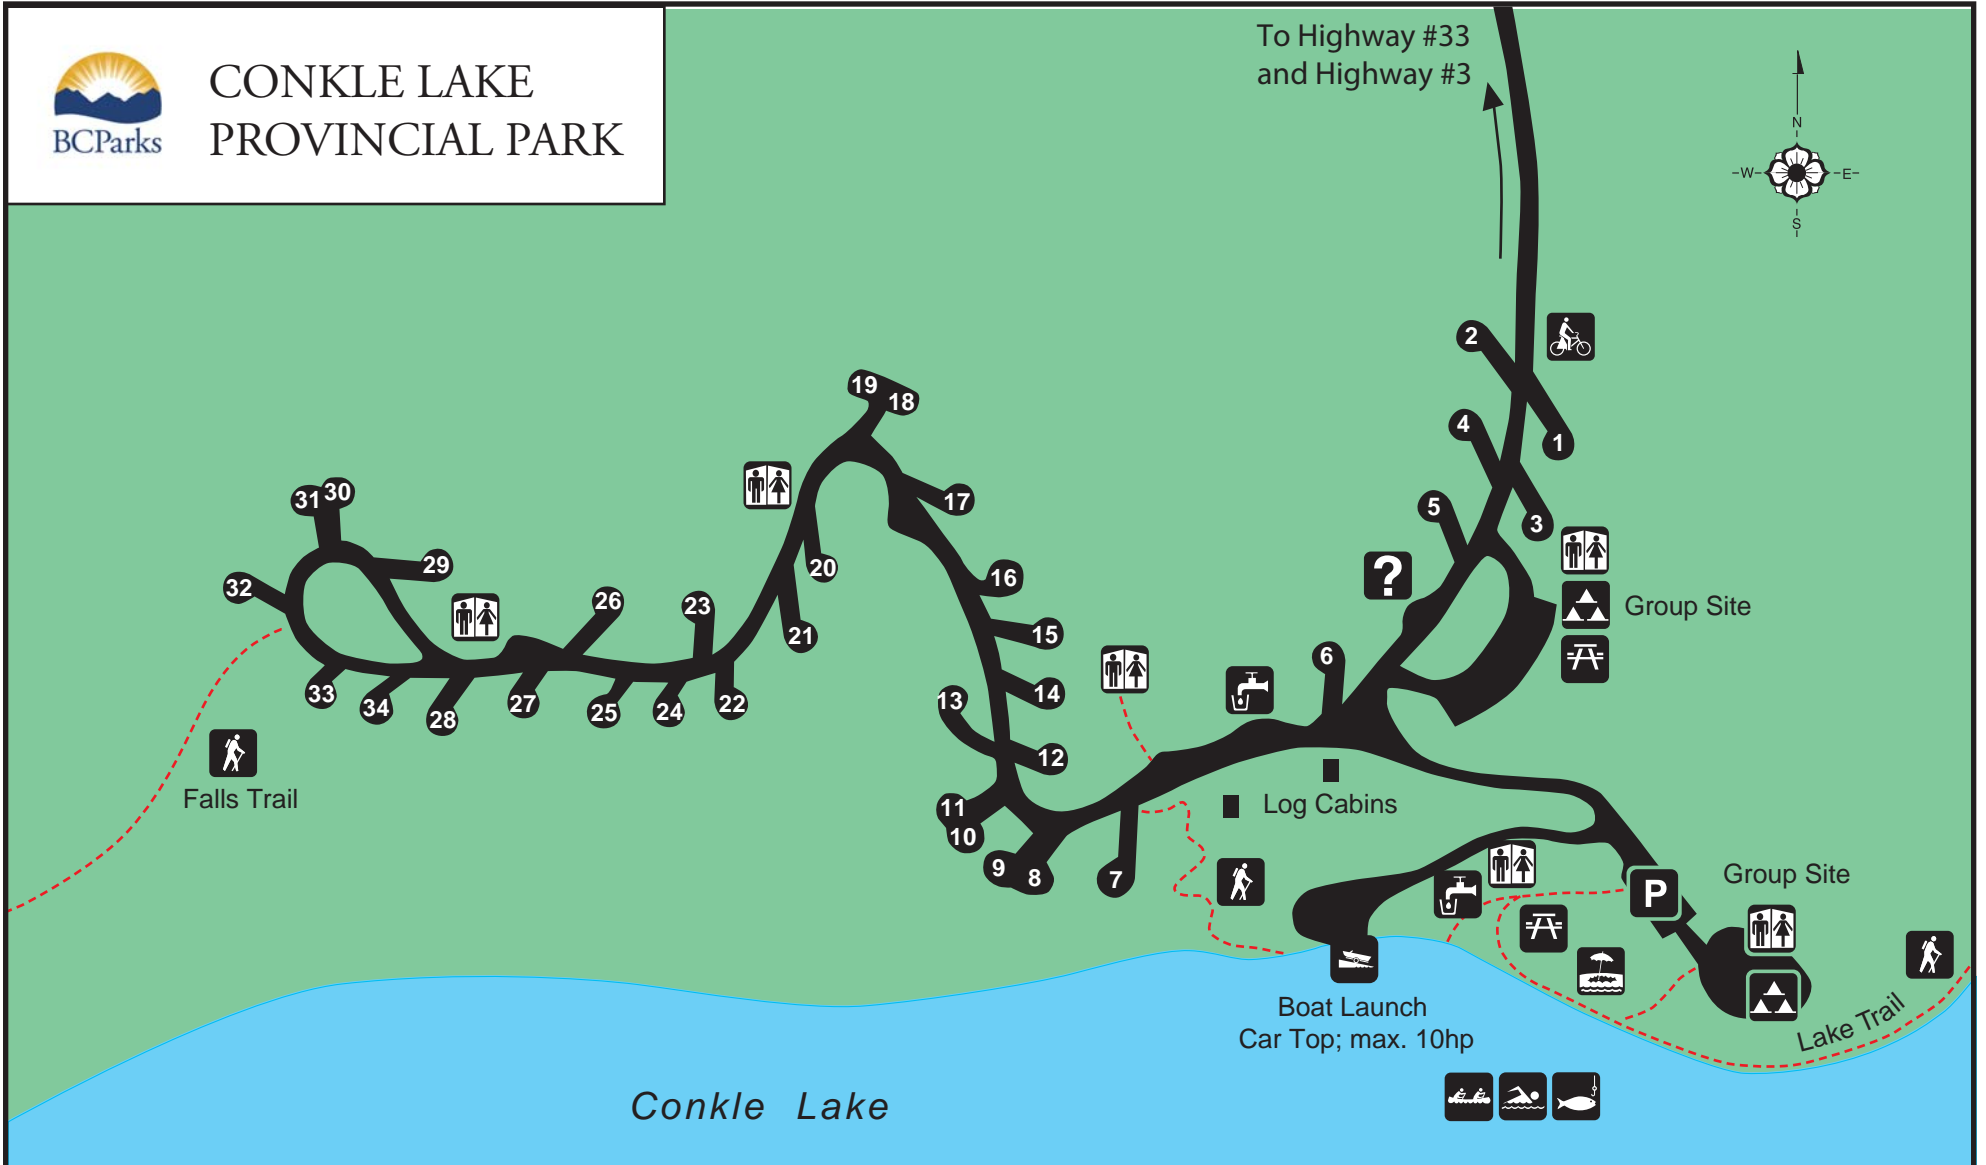 BCParks
CONKLE LAKE
PROVINCIAL PARK
To Highway #33
and Highway #3
N
W
E
S
2
1
4
3
5
?
Group Site
6
19
18
17
20
21
16
15
14
13
12
11
10
9
8
7
31
30
29
32
26
23
33
34
28
27
25
24
22
Falls Trail
Log Cabins
P
Group Site
Lake Trail
Boat Launch
Car Top; max. 10hp
Conkle Lake